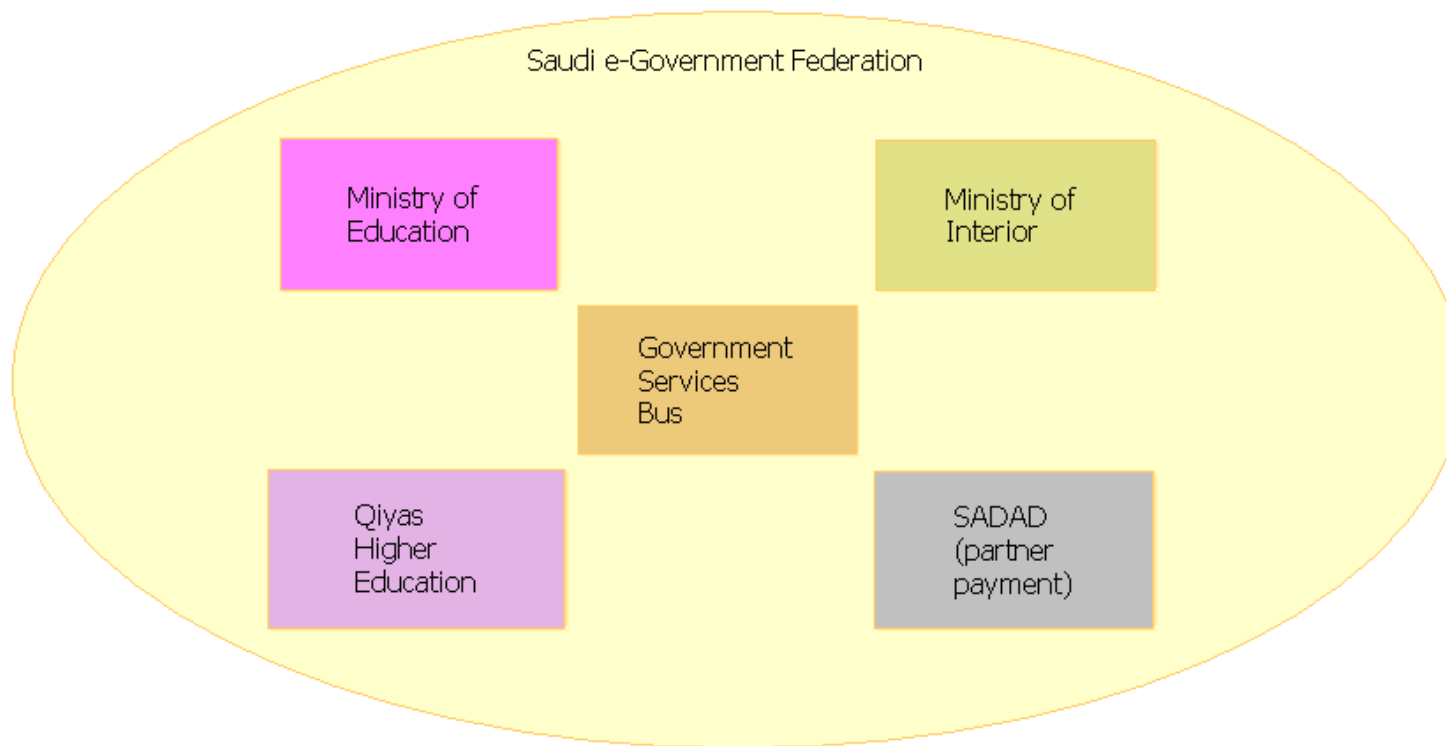 Saudi e-Government Federation
Ministry of
Education
Ministry of
Interior
Government
Services
Bus
Qiyas
Higher
Education
SADAD
(partner
payment)